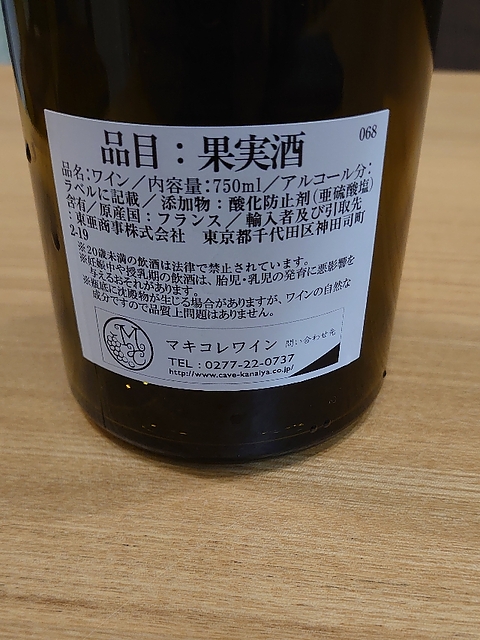 068
品目：果実酒
品名：ワイン／内容量：750ml／アルコール分：
ラベルに記載／添加物：酸化防止剤（亜硫酸塩）
含有／原産国：フランス／輸入者及び引取先
：東亜商事株式会社 東京都千代田区神田司町
2-19
※20歳未満の飲酒は法律で禁止されています。
※妊娠中や授乳期の飲酒は、胎児・乳児の発育に悪影響を
与えるおそれがあります。
※瓶底に沈殿物が生じる場合がありますが、ワインの自然な
成分ですので品質上問題はありません。
M
マキコレワイン 問い合わせ先
TEL：0277-22-0737
http://www.cave-kanaiya.co.jp/